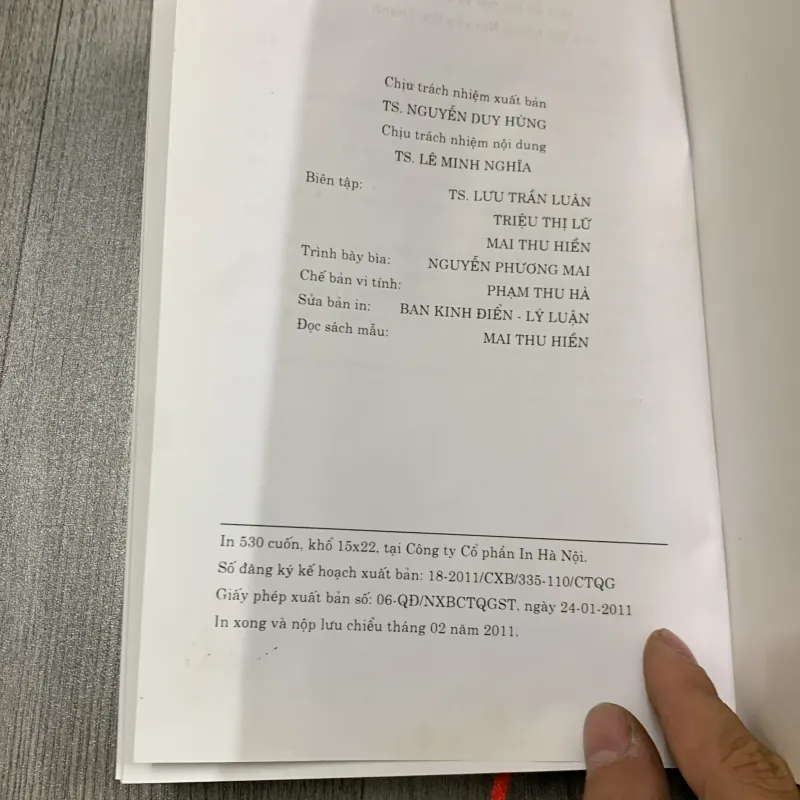 Chịu trách nhiệm xuất bản
TS. NGUYỄN DUY HÙNG
Chịu trách nhiệm nội dung
TS. LÊ MINH NGHĨA
Biên tập: TS. LƯU TRẦN LUÂN
TRIỆU THỊ LỮ
MAI THU HIỀN
Trình bày bìa: NGUYỄN PHƯƠNG MAI
Chế bản vi tính: PHẠM THU HÀ
Sửa bản in: BAN KINH ĐIỂN - LÝ LUẬN
Đọc sách mẫu: MAI THU HIỀN
In 530 cuốn, khổ 15x22, tại Công ty Cổ phần In Hà Nội.
Số đăng ký kế hoạch xuất bản: 18-2011/CXB/335-110/CTQG
Giấy phép xuất bản số: 06-QĐ/NXBCTQGST, ngày 24-01-2011
In xong và nộp lưu chiểu tháng 02 năm 2011.